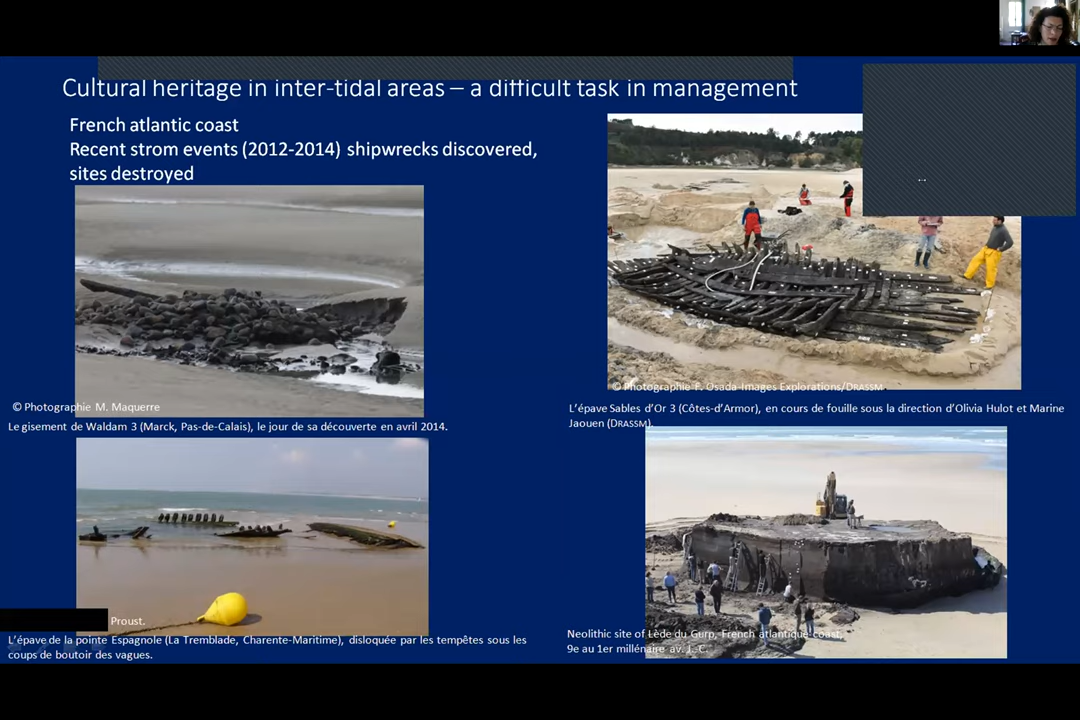 Cultural heritage in inter-tidal areas – a difficult task in management
French atlantic coast
Recent strom events (2012-2014) shipwrecks discovered,
sites destroyed
© Photographie M. Maquerre
Le gisement de Waldam 3 (Marck, Pas-de-Calais), le jour de sa découverte en avril 2014.
© Photographie F. Osada-Images Explorations/DRASSM.
L'épave Sables d'Or 3 (Côtes-d'Armor), en cours de fouille sous la direction d'Olivia Hulot et Marine
Jaouen (DRASSM).
Proust.
L'épave de la pointe Espagnole (La Tremblade, Charente-Maritime), disloquée par les tempêtes sous les
coups de boutoir des vagues.
Neolithic site of Lède du Gurp, French atlantique coast,
9e au 1er millénaire av. J.-C.